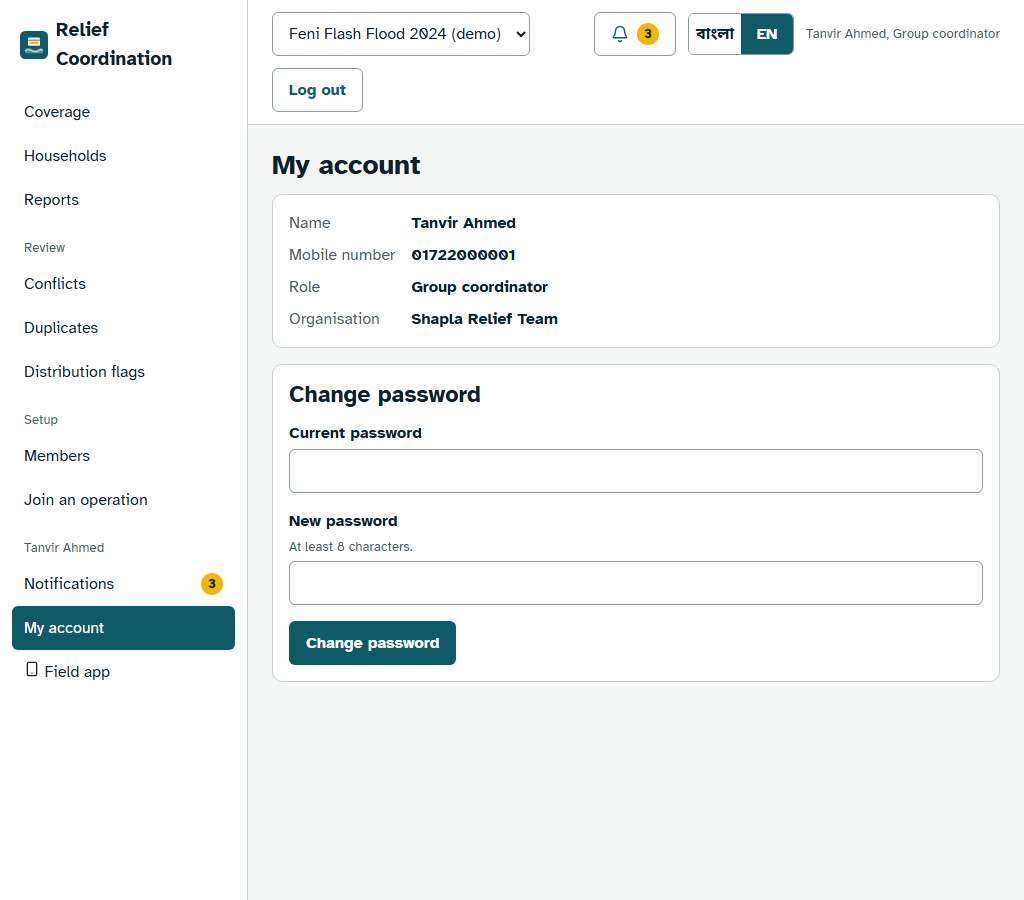 Relief
Coordination
Coverage
Households
Reports
Review
Conflicts
Duplicates
Distribution flags
Setup
Members
Join an operation
Tanvir Ahmed
Notifications 3
My account
Field app
Feni Flash Flood 2024 (demo) 3 বাংলা EN Tanvir Ahmed, Group coordinator
Log out
My account
Name Tanvir Ahmed
Mobile number 01722000001
Role Group coordinator
Organisation Shapla Relief Team
Change password
Current password
New password
At least 8 characters.
Change password